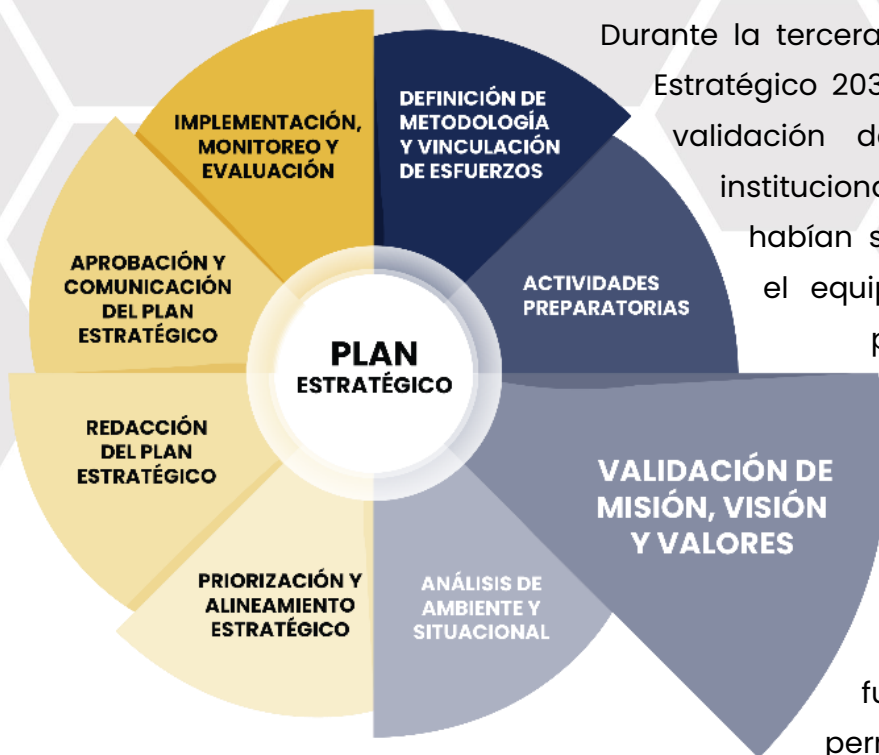 Durante la tercera
Estratégico 203
validación d
instituciona
habían s
el equip
p
IMPLEMENTACIÓN,
MONITOREO Y
EVALUACIÓN
DEFINICIÓN DE
METODOLOGÍA
Y VINCULACIÓN
DE ESFUERZOS
ACTIVIDADES
PREPARATORIAS
VALIDACIÓN DE
MISIÓN, VISIÓN
Y VALORES
ANÁLISIS DE
AMBIENTE Y
SITUACIONAL
PRIORIZACIÓN Y
ALINEAMIENTO
ESTRATÉGICO
REDACCIÓN
DEL PLAN
ESTRATÉGICO
APROBACIÓN Y
COMUNICACIÓN
DEL PLAN
ESTRATÉGICO
PLAN
ESTRATÉGICO
fu
per